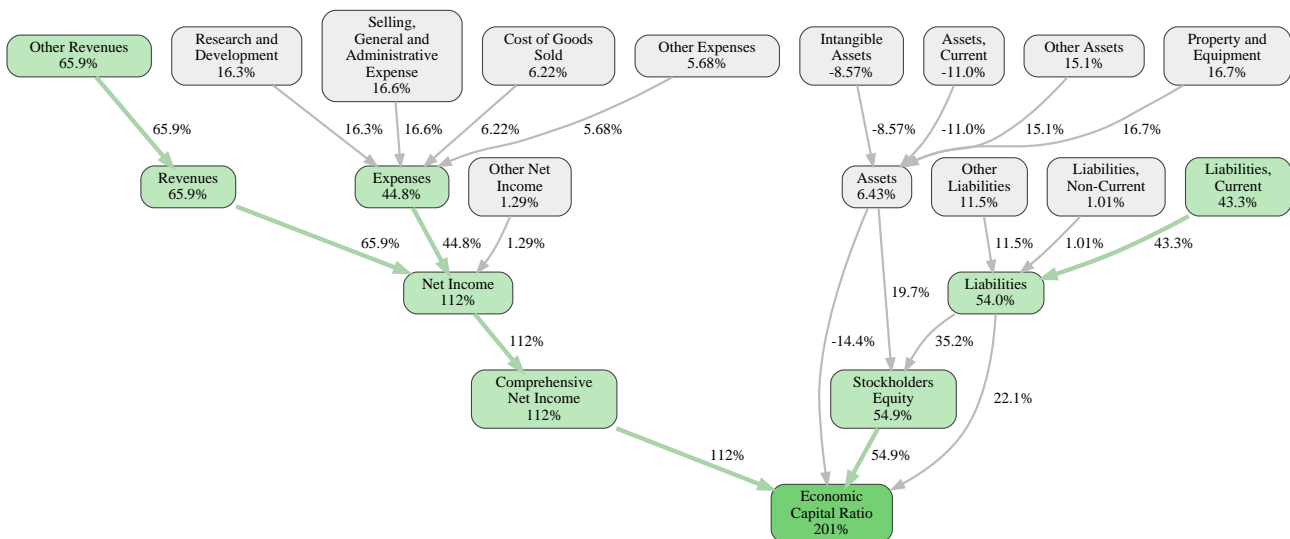 Other Revenues
65.9%
Research and
Development
16.3%
Selling,
General and
Administrative
Expense
16.6%
Cost of Goods
Sold
6.22%
Other Expenses
5.68%
Intangible
Assets
-8.57%
Assets,
Current
-11.0%
Other Assets
15.1%
Property and
Equipment
16.7%
65.9%
16.3%
16.6%
6.22%
5.68%
-8.57%
-11.0%
15.1%
16.7%
Revenues
65.9%
Expenses
44.8%
Other Net
Income
1.29%
Assets
6.43%
Other
Liabilities
11.5%
Liabilities,
Non-Current
1.01%
Liabilities,
Current
43.3%
65.9%
44.8%
1.29%
11.5%
1.01%
43.3%
Net Income
112%
19.7%
Liabilities
54.0%
112%
-14.4%
35.2%
Comprehensive
Net Income
112%
Stockholders
Equity
54.9%
22.1%
112%
54.9%
Economic
Capital Ratio
201%